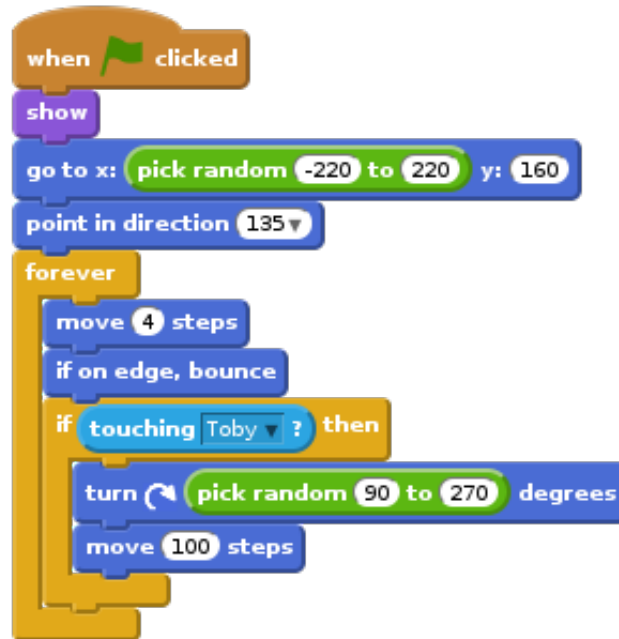 when clicked
show
go to x: pick random -220 to 220 y: 160
point in direction 135
forever
move 4 steps
if on edge, bounce
if touching Toby ? then
turn pick random 90 to 270 degrees
move 100 steps